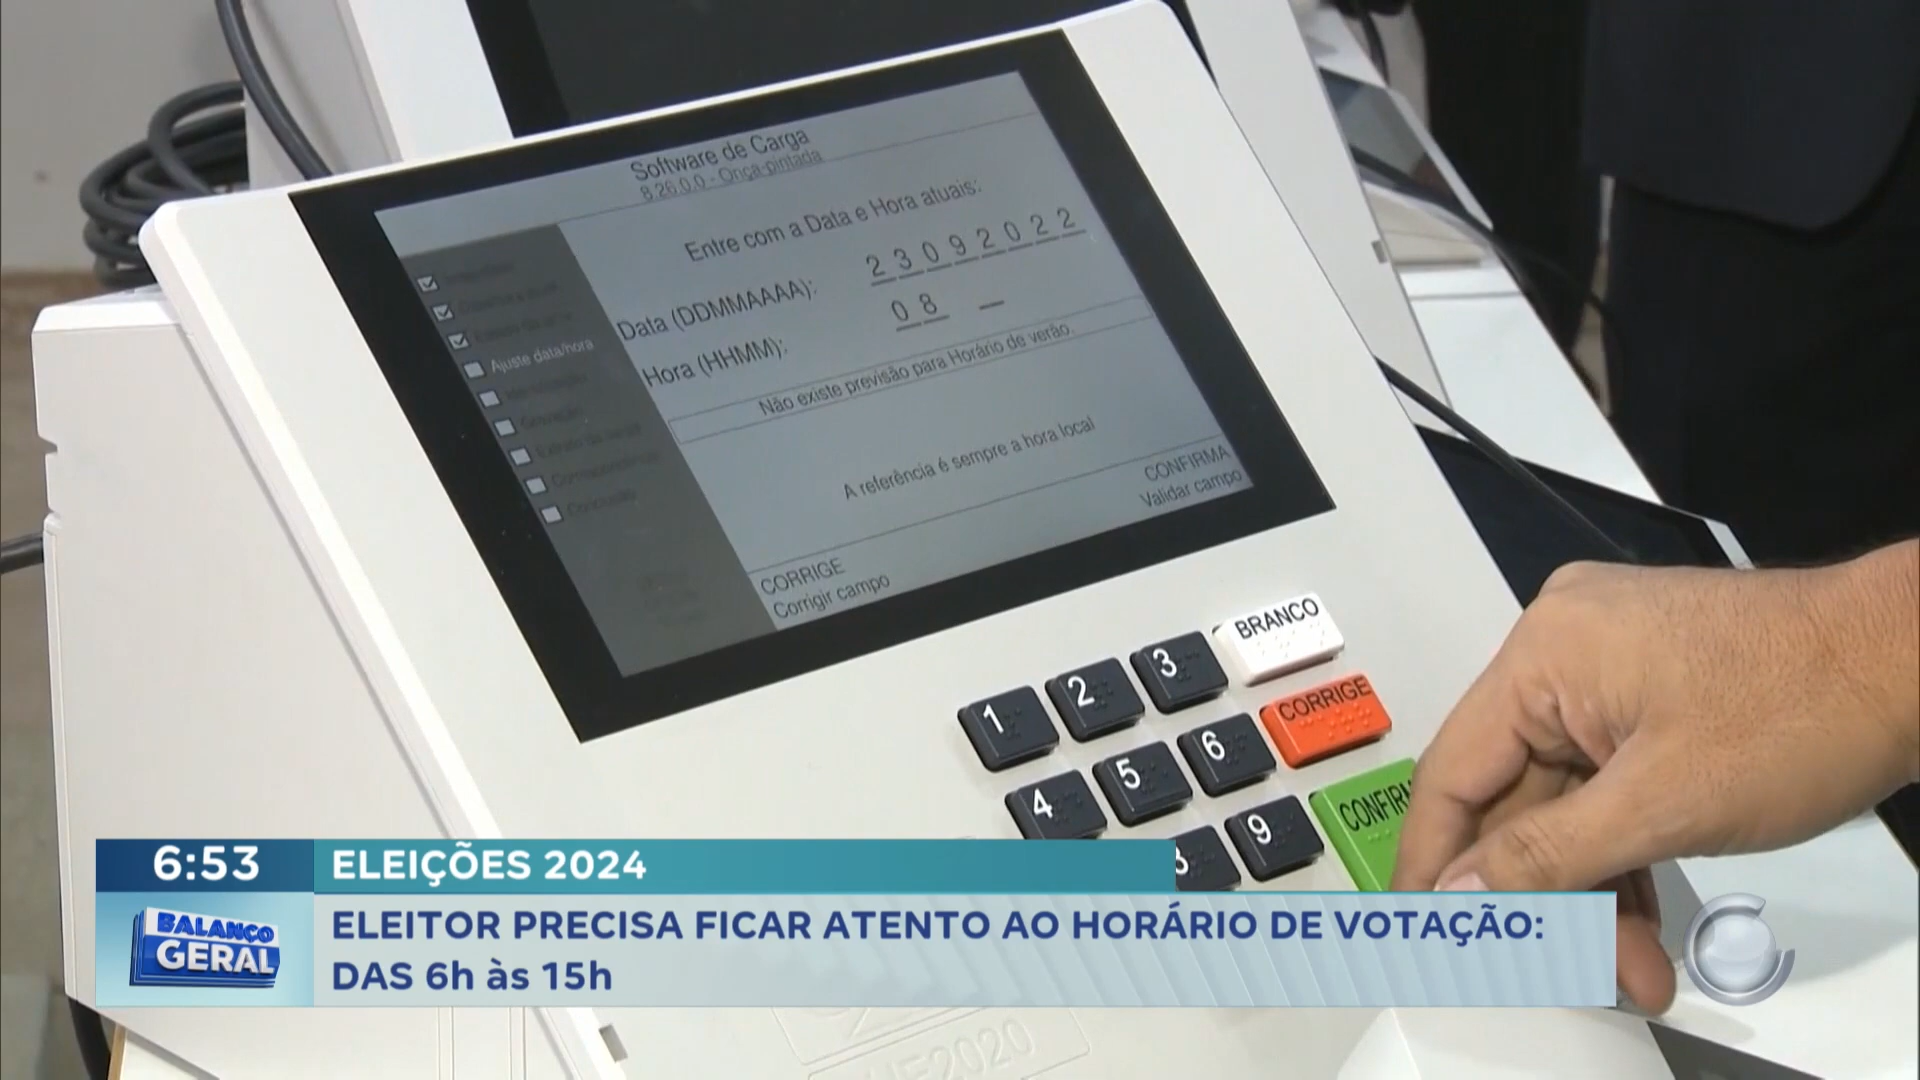 Software de Carga
8.26.0.0 - Onça-pintada
Entre com a Data e Hora atuais:
Data (DDMMAAAA): 23092022
Hora (HHMM): 08
Ajuste data/hora
Não existe previsão para Horário de verão.
A referência é sempre a hora local
CONFIRMA
Validar campo
CORRIGE
Corrigir campo
1 2 3 BRANCO
4 5 6 CORRIGE
9
6:53 ELEIÇÕES 2024
BALANÇO
GERAL
ELEITOR PRECISA FICAR ATENTO AO HORÁRIO DE VOTAÇÃO:
DAS 6h às 15h
UE2020